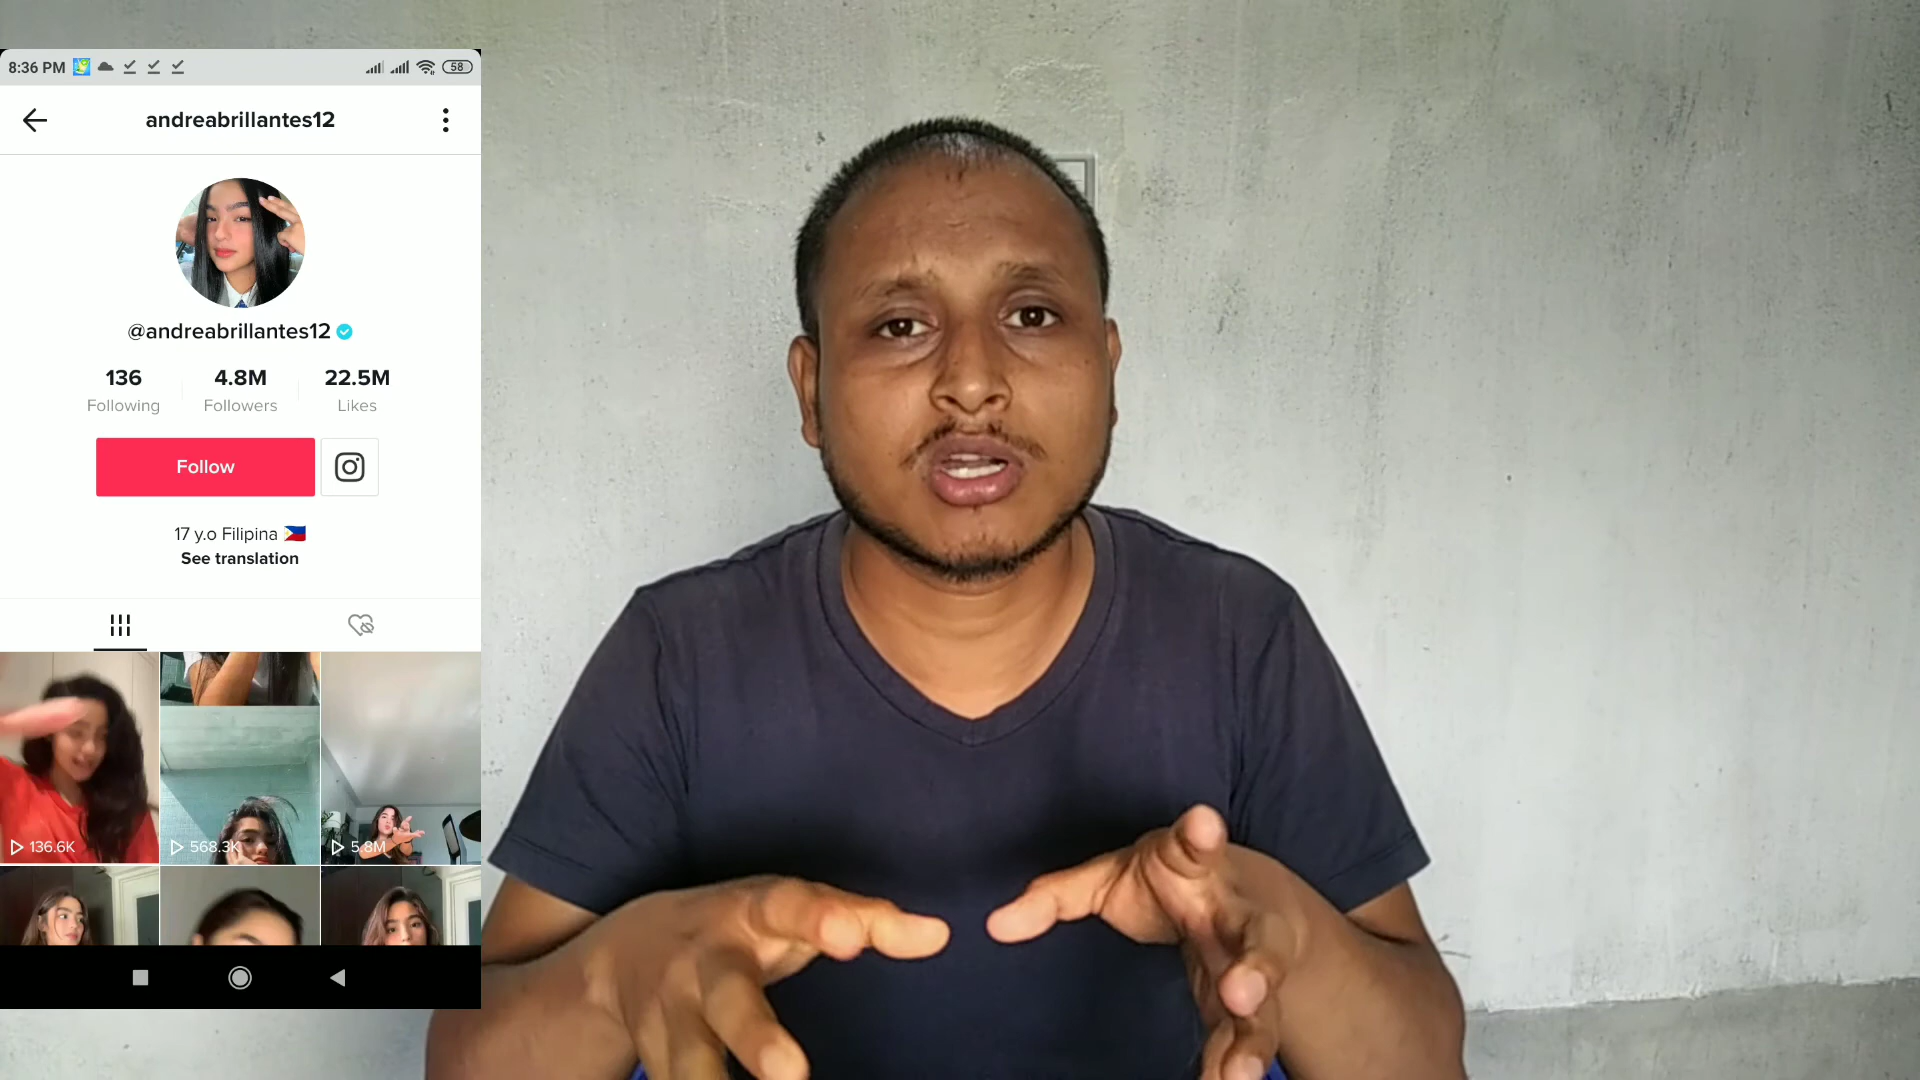 8:36 PM 58
andreabrillantes12
@andreabrillantes12
136 4.8M 22.5M
Following Followers Likes
Follow
17 y.o Filipina 🇵🇭
See translation
136.6K 568.3K 5.8M